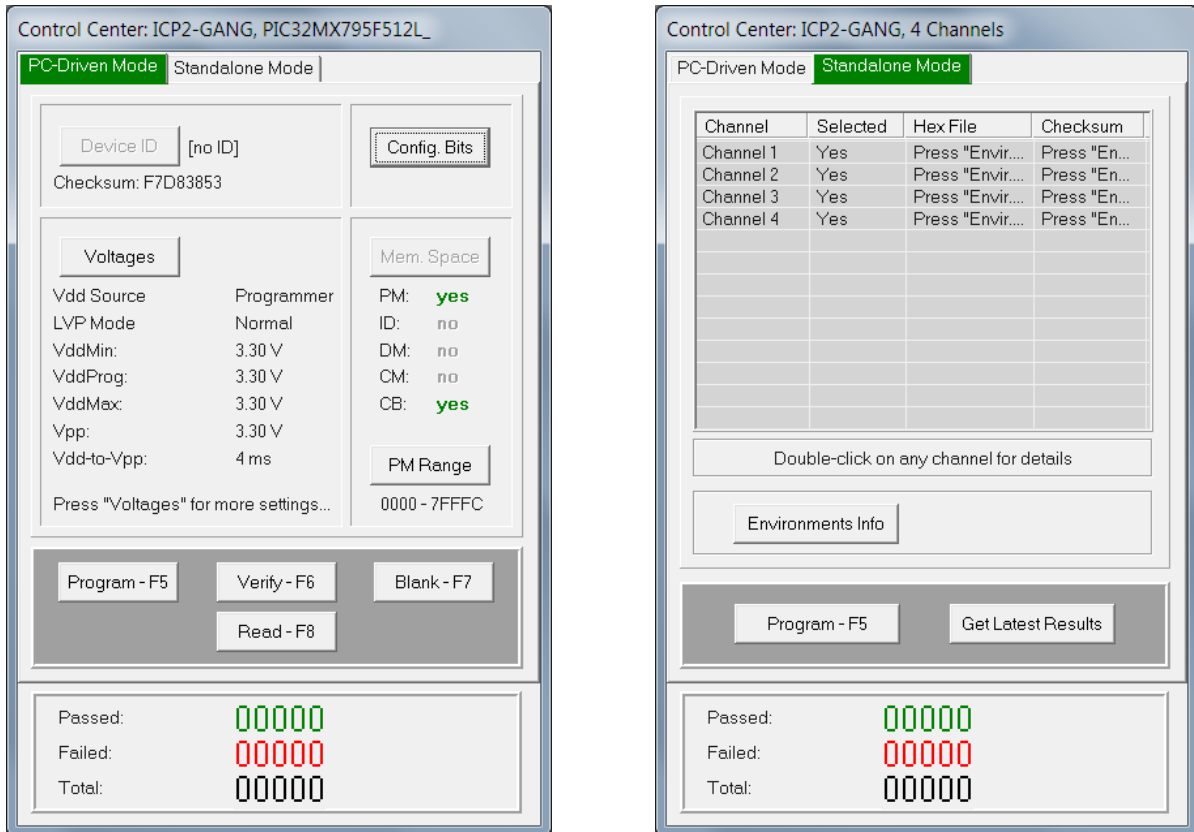 Control Center: ICP2-GANG, PIC32MX795F512L_
PC-Driven Mode Standalone Mode
Device ID [no ID]
Checksum: F7D83853
Config. Bits
Voltages
Vdd Source Programmer
LVP Mode Normal
VddMin: 3.30 V
VddProg: 3.30 V
VddMax: 3.30 V
Vpp: 3.30 V
Vdd-to-Vpp: 4 ms
Press "Voltages" for more settings...
Mem. Space
PM: yes
ID: no
DM: no
CM: no
CB: yes
PM Range
0000 - 7FFFC
Program - F5 Verify - F6 Blank - F7
Read - F8
Passed: 00000
Failed: 00000
Total: 00000
Control Center: ICP2-GANG, 4 Channels
PC-Driven Mode Standalone Mode
Channel Selected Hex File Checksum
Channel 1 Yes Press "Envir.... Press "En...
Channel 2 Yes Press "Envir.... Press "En...
Channel 3 Yes Press "Envir.... Press "En...
Channel 4 Yes Press "Envir.... Press "En...
Double-click on any channel for details
Environments Info
Program - F5 Get Latest Results
Passed: 00000
Failed: 00000
Total: 00000